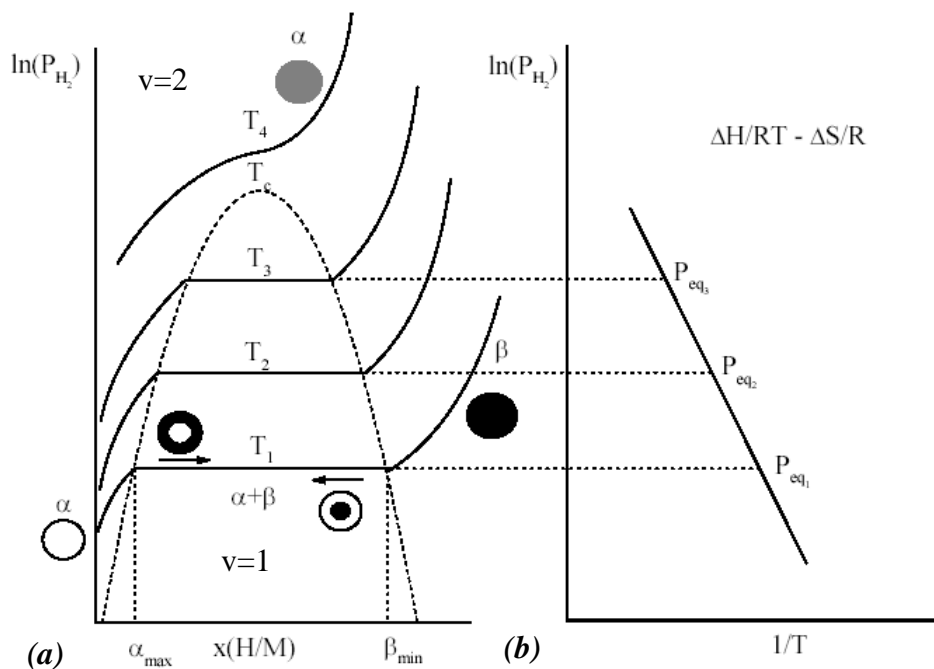 ln(P_H₂)
v=2
α
T₄
T_c
T₃
T₂
T₁
β
α
α+β
v=1
α_max
x(H/M)
β_min
(a)
ln(P_H₂)
ΔH/RT - ΔS/R
P_eq₃
P_eq₂
P_eq₁
(b)
1/T